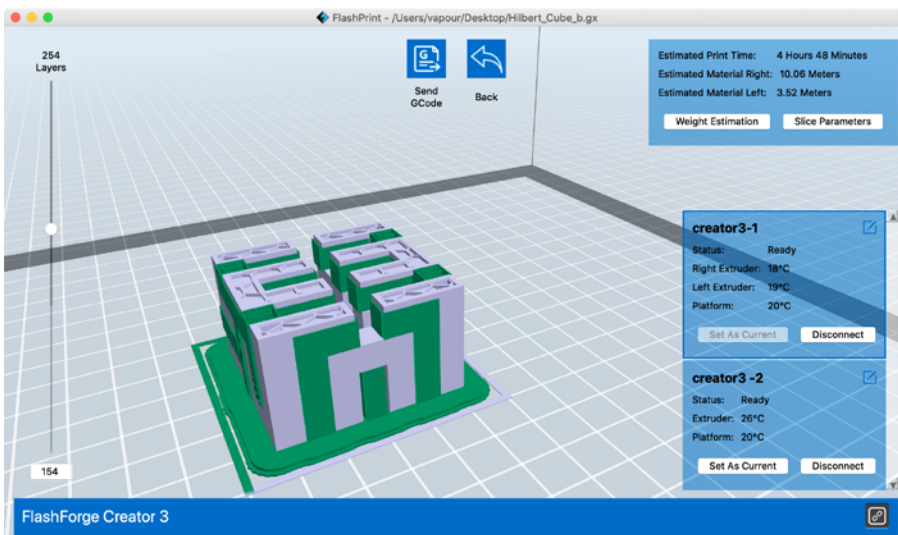 FlashPrint - /Users/vapour/Desktop/Hilbert_Cube_b.gx
254
Layers
Send
GCode
Back
Estimated Print Time: 4 Hours 48 Minutes
Estimated Material Right: 10.06 Meters
Estimated Material Left: 3.52 Meters
Weight Estimation
Slice Parameters
creator3-1
Status: Ready
Right Extruder: 18°C
Left Extruder: 19°C
Platform: 20°C
Set As Current
Disconnect
creator3 -2
Status: Ready
Extruder: 26°C
Platform: 20°C
Set As Current
Disconnect
154
FlashForge Creator 3